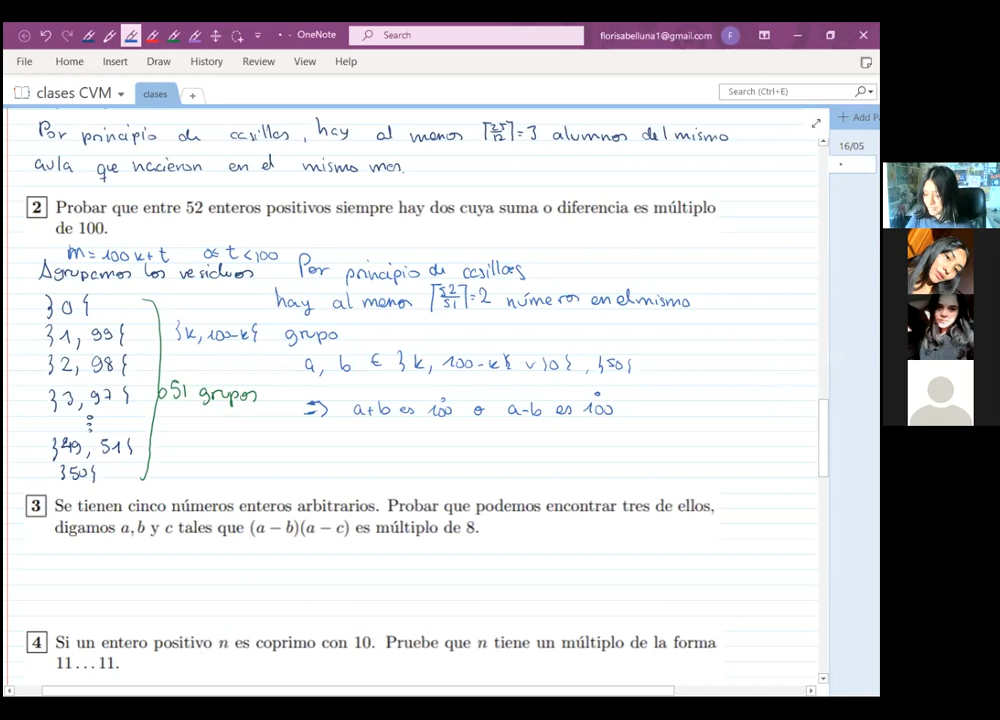 OneNote
Search
florisabelluna1@gmail.com
F
File Home Insert Draw History Review View Help
clases CVM
clases
+
Search (Ctrl+E)
+ Add Pa
16/05
Por principio de casillas, hay al menos ⌈25/12⌉=3 alumnos del mismo
aula que nacieron en el mismo mes.
2 Probar que entre 52 enteros positivos siempre hay dos cuya suma o diferencia es múltiplo
de 100.
m=100k+t 0≤t<100
Agrupamos los residuos
}0{
}1, 99{
}2, 98{
}3, 97{
⋮
}49, 51{
}50{
}k, 100-k{
51 grupos
Por principio de casillas
hay al menor ⌈52/51⌉=2 números en el mismo
grupo
a, b ∈ }k, 100-k{ v }0{, }50{
⇒ a+b es 100° o a-b es 100°
3 Se tienen cinco números enteros arbitrarios. Probar que podemos encontrar tres de ellos,
digamos a, b y c tales que (a − b)(a − c) es múltiplo de 8.
4 Si un entero positivo n es coprimo con 10. Pruebe que n tiene un múltiplo de la forma
11...11.